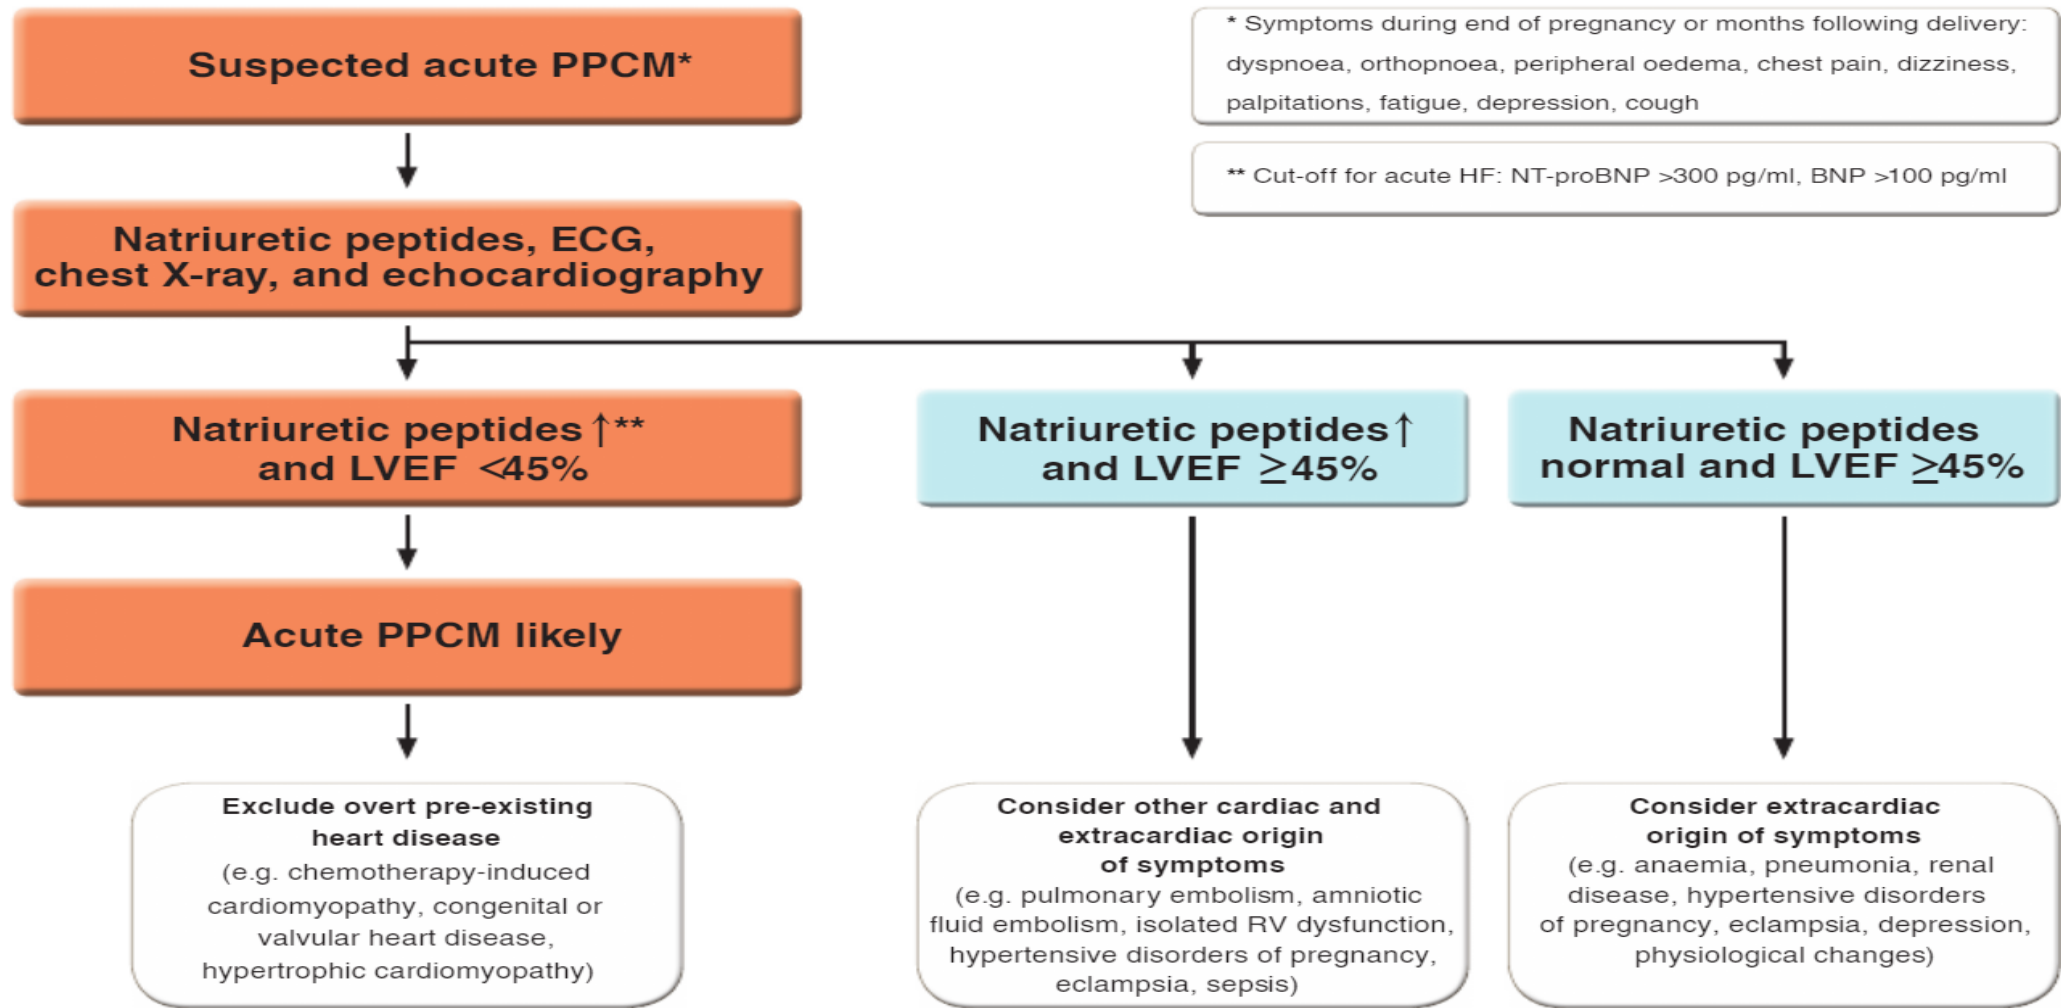 Suspected acute PPCM*
* Symptoms during end of pregnancy or months following delivery:
dyspnoea, orthopnoea, peripheral oedema, chest pain, dizziness,
palpitations, fatigue, depression, cough
** Cut-off for acute HF: NT-proBNP >300 pg/ml, BNP >100 pg/ml
Natriuretic peptides, ECG,
chest X-ray, and echocardiography
Natriuretic peptides ↑**
and LVEF <45%
Natriuretic peptides ↑
and LVEF ≥45%
Natriuretic peptides
normal and LVEF ≥45%
Acute PPCM likely
Exclude overt pre-existing
heart disease
(e.g. chemotherapy-induced
cardiomyopathy, congenital or
valvular heart disease,
hypertrophic cardiomyopathy)
Consider other cardiac and
extracardiac origin
of symptoms
(e.g. pulmonary embolism, amniotic
fluid embolism, isolated RV dysfunction,
hypertensive disorders of pregnancy,
eclampsia, sepsis)
Consider extracardiac
origin of symptoms
(e.g. anaemia, pneumonia, renal
disease, hypertensive disorders
of pregnancy, eclampsia, depression,
physiological changes)